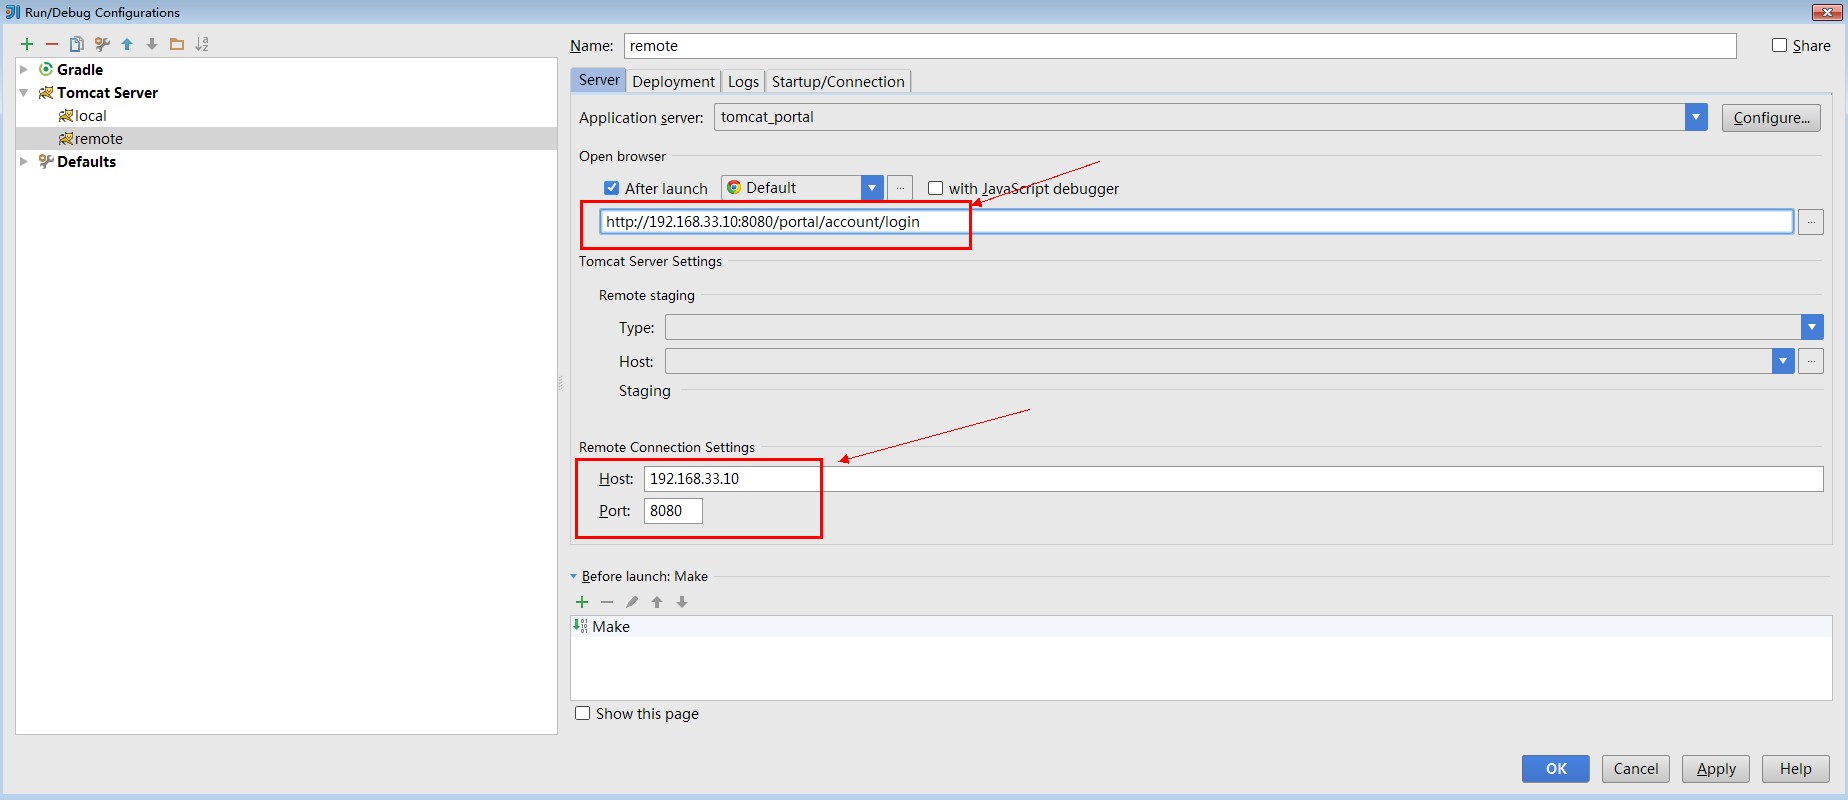 Run/Debug Configurations
Name: remote
Share
Gradle
Tomcat Server
local
remote
Defaults
Server Deployment Logs Startup/Connection
Application server: tomcat_portal Configure...
Open browser
After launch Default ... with JavaScript debugger
http://192.168.33.10:8080/portal/account/login ...
Tomcat Server Settings
Remote staging
Type:
Host: ...
Staging
Remote Connection Settings
Host: 192.168.33.10
Port: 8080
Before launch: Make
Make
Show this page
OK Cancel Apply Help